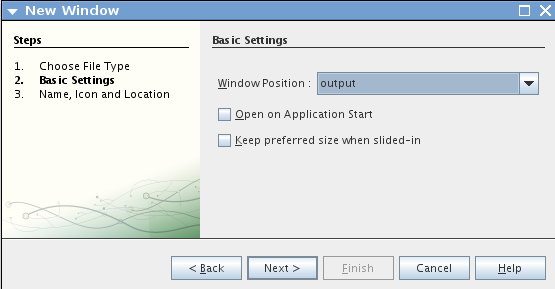 New Window
Steps
1. Choose File Type
2. Basic Settings
3. Name, Icon and Location
Basic Settings
Window Position : output
Open on Application Start
Keep preferred size when slided-in
< Back Next > Finish Cancel Help